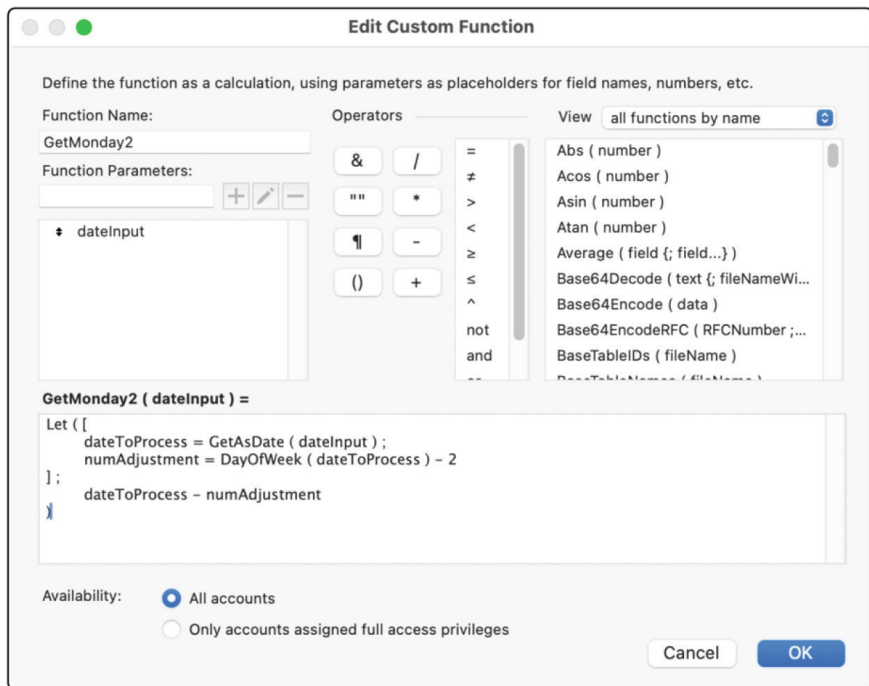 Edit Custom Function
Define the function as a calculation, using parameters as placeholders for field names, numbers, etc.
Function Name:
GetMonday2
Function Parameters:
dateInput
Operators
&
/
""
*
¶
-
()
+
=
≠
>
<
≥
≤
^
not
and
or
View
all functions by name
Abs ( number )
Acos ( number )
Asin ( number )
Atan ( number )
Average ( field {; field...} )
Base64Decode ( text {; fileNameWi...
Base64Encode ( data )
Base64EncodeRFC ( RFCNumber ;...
BaseTableIDs ( fileName )
BaseTableNames ( fileName )
GetMonday2 ( dateInput ) =
Let ( [
dateToProcess = GetAsDate ( dateInput ) ;
numAdjustment = DayOfWeek ( dateToProcess ) - 2
] ;
dateToProcess - numAdjustment
)
Availability:
All accounts
Only accounts assigned full access privileges
Cancel
OK